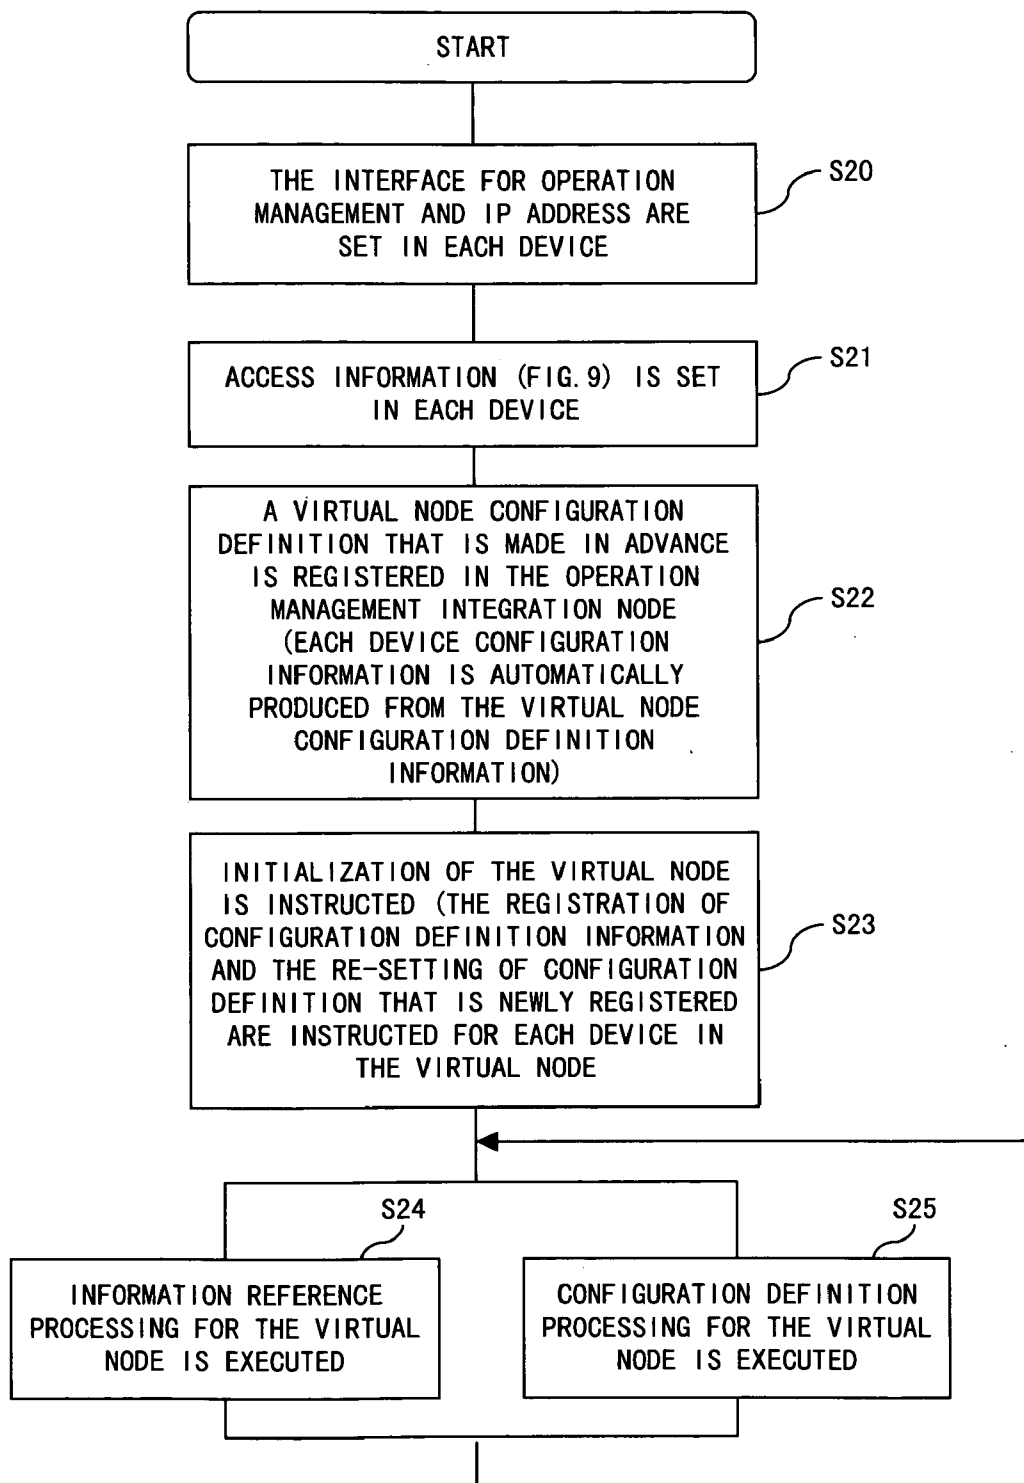 START
THE INTERFACE FOR OPERATION
MANAGEMENT AND IP ADDRESS ARE
SET IN EACH DEVICE
S20
ACCESS INFORMATION (FIG. 9) IS SET
IN EACH DEVICE
S21
A VIRTUAL NODE CONFIGURATION
DEFINITION THAT IS MADE IN ADVANCE
IS REGISTERED IN THE OPERATION
MANAGEMENT INTEGRATION NODE
(EACH DEVICE CONFIGURATION
INFORMATION IS AUTOMATICALLY
PRODUCED FROM THE VIRTUAL NODE
CONFIGURATION DEFINITION
INFORMATION)
S22
INITIALIZATION OF THE VIRTUAL NODE
IS INSTRUCTED (THE REGISTRATION OF
CONFIGURATION DEFINITION INFORMATION
AND THE RE-SETTING OF CONFIGURATION
DEFINITION THAT IS NEWLY REGISTERED
ARE INSTRUCTED FOR EACH DEVICE IN
THE VIRTUAL NODE
S23
S24
INFORMATION REFERENCE
PROCESSING FOR THE VIRTUAL
NODE IS EXECUTED
S25
CONFIGURATION DEFINITION
PROCESSING FOR THE VIRTUAL
NODE IS EXECUTED